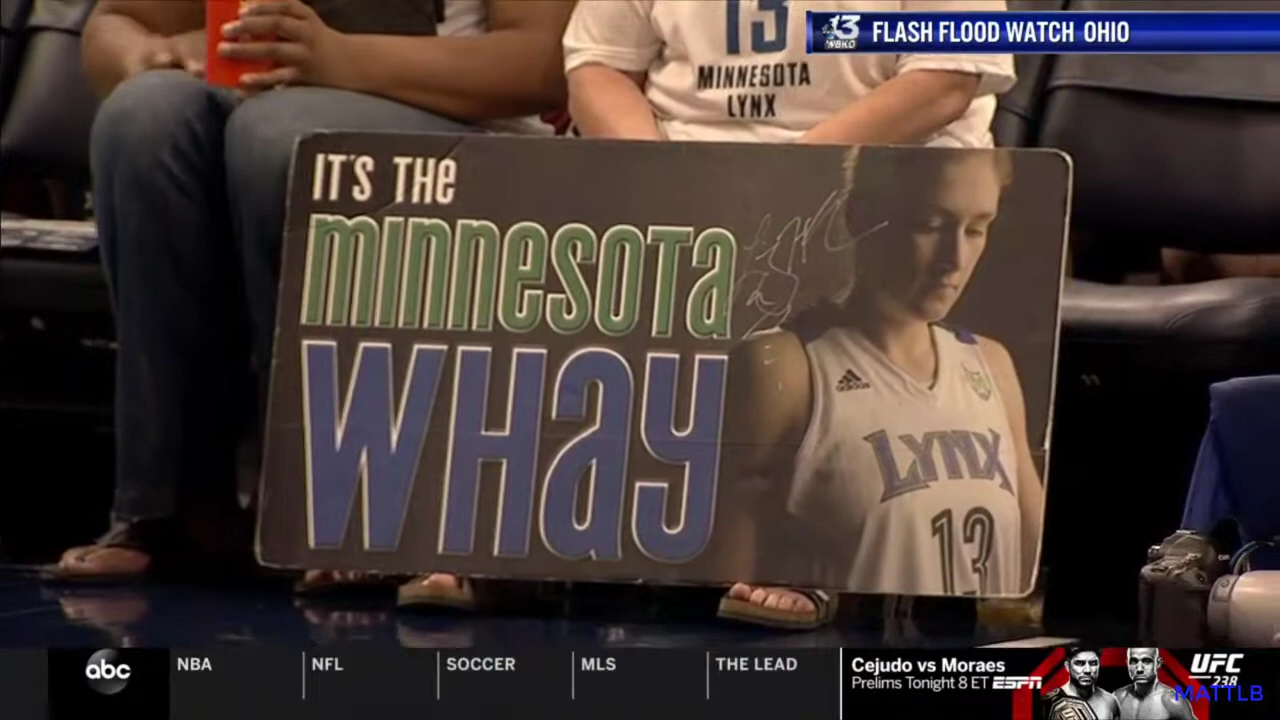 13 WBKO FLASH FLOOD WATCH OHIO
13
MINNESOTA
LYNX
IT'S THE
MINNESOTA
WHAY
adidas
LYNX
13
abc NBA NFL SOCCER MLS THE LEAD
Cejudo vs Moraes
Prelims Tonight 8 ET ESPN
UFC
238
MATTLB